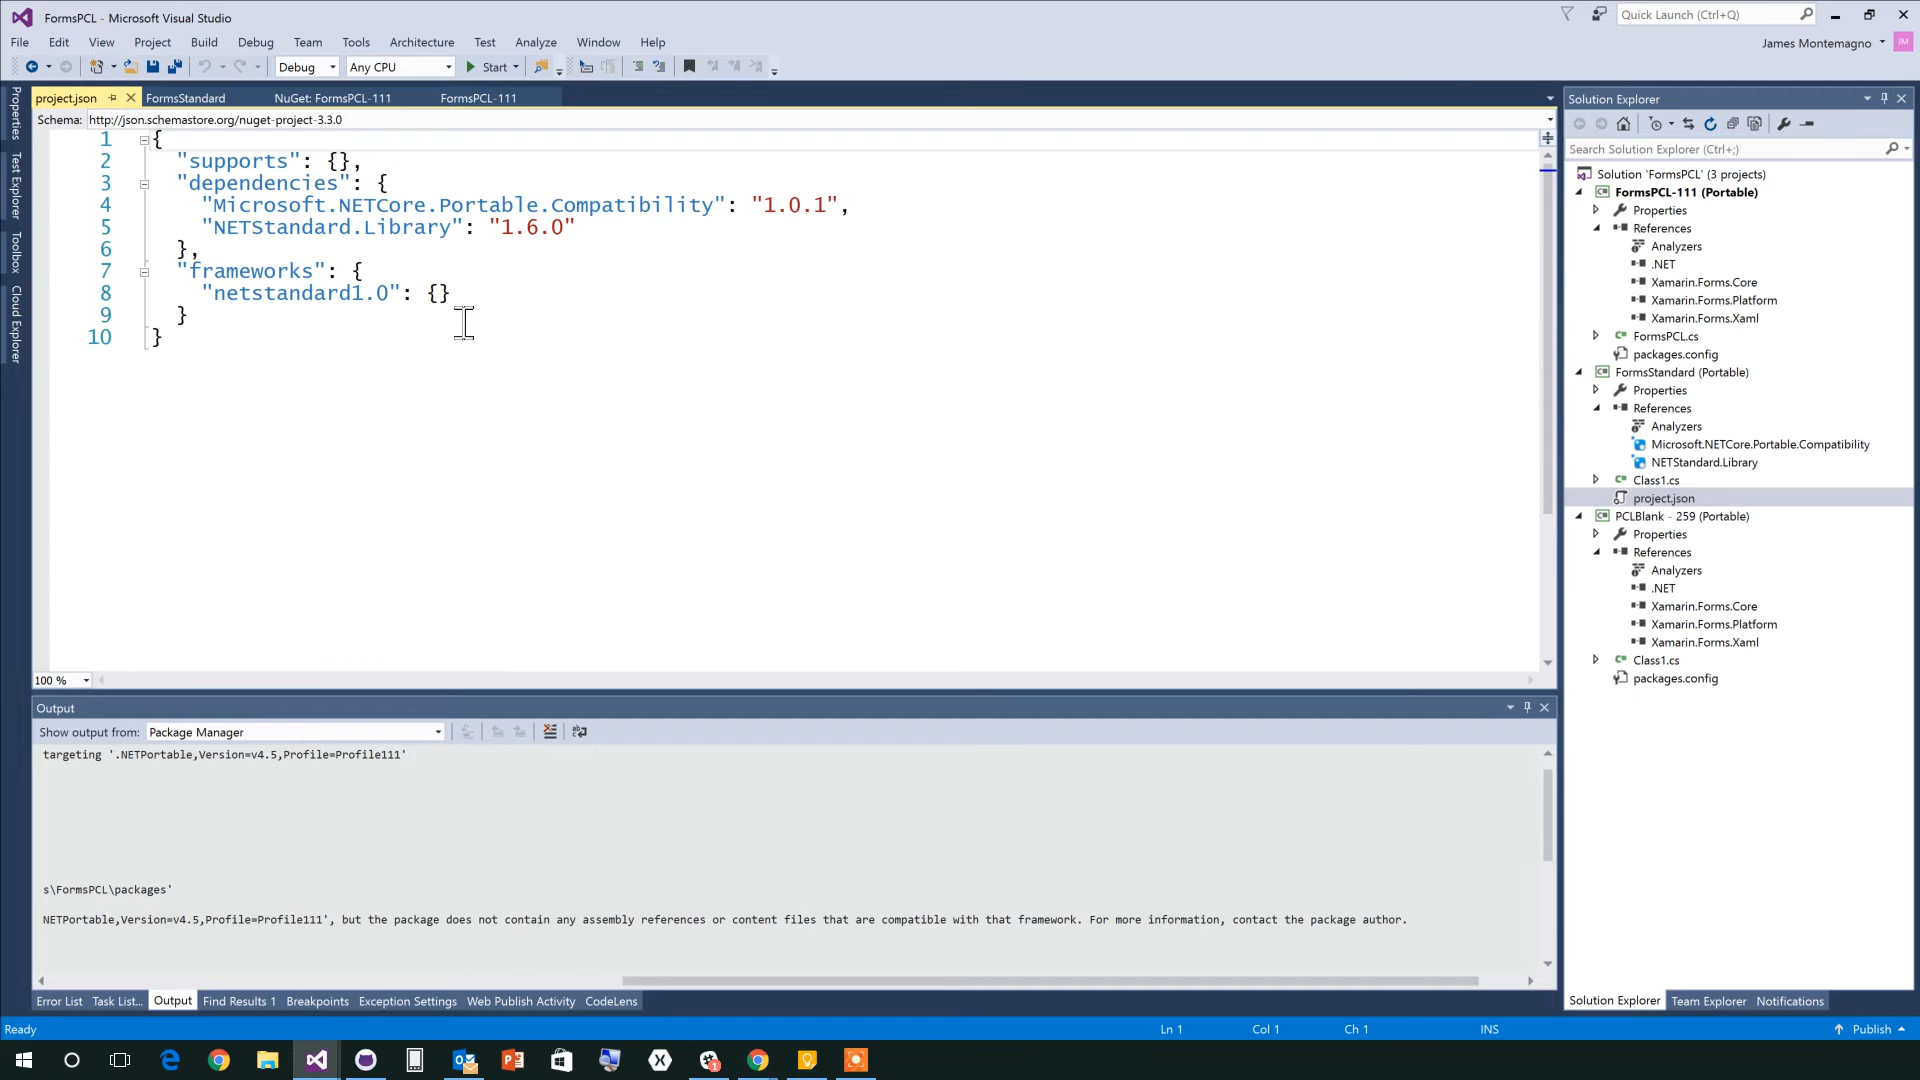 FormsPCL - Microsoft Visual Studio
Quick Launch (Ctrl+Q)
File Edit View Project Build Debug Team Tools Architecture Test Analyze Window Help
James Montemagno JM
Debug Any CPU Start
project.json FormsStandard NuGet: FormsPCL-111 FormsPCL-111
Schema: http://json.schemastore.org/nuget-project-3.3.0
1 {
2 "supports": {},
3 "dependencies": {
4 "Microsoft.NETCore.Portable.Compatibility": "1.0.1",
5 "NETStandard.Library": "1.6.0"
6 },
7 "frameworks": {
8 "netstandard1.0": {}
9 }
10 }
100 %
Properties
Test Explorer
Toolbox
Cloud Explorer
Output
Show output from: Package Manager
targeting '.NETPortable,Version=v4.5,Profile=Profile111'
s\FormsPCL\packages'
NETPortable,Version=v4.5,Profile=Profile111', but the package does not contain any assembly references or content files that are compatible with that framework. For more information, contact the package author.
Error List Task List... Output Find Results 1 Breakpoints Exception Settings Web Publish Activity CodeLens
Solution Explorer
Search Solution Explorer (Ctrl+;)
Solution 'FormsPCL' (3 projects)
FormsPCL-111 (Portable)
Properties
References
Analyzers
.NET
Xamarin.Forms.Core
Xamarin.Forms.Platform
Xamarin.Forms.Xaml
FormsPCL.cs
packages.config
FormsStandard (Portable)
Properties
References
Analyzers
Microsoft.NETCore.Portable.Compatibility
NETStandard.Library
Class1.cs
project.json
PCLBlank - 259 (Portable)
Properties
References
Analyzers
.NET
Xamarin.Forms.Core
Xamarin.Forms.Platform
Xamarin.Forms.Xaml
Class1.cs
packages.config
Solution Explorer Team Explorer Notifications
Ready Ln 1 Col 1 Ch 1 INS Publish